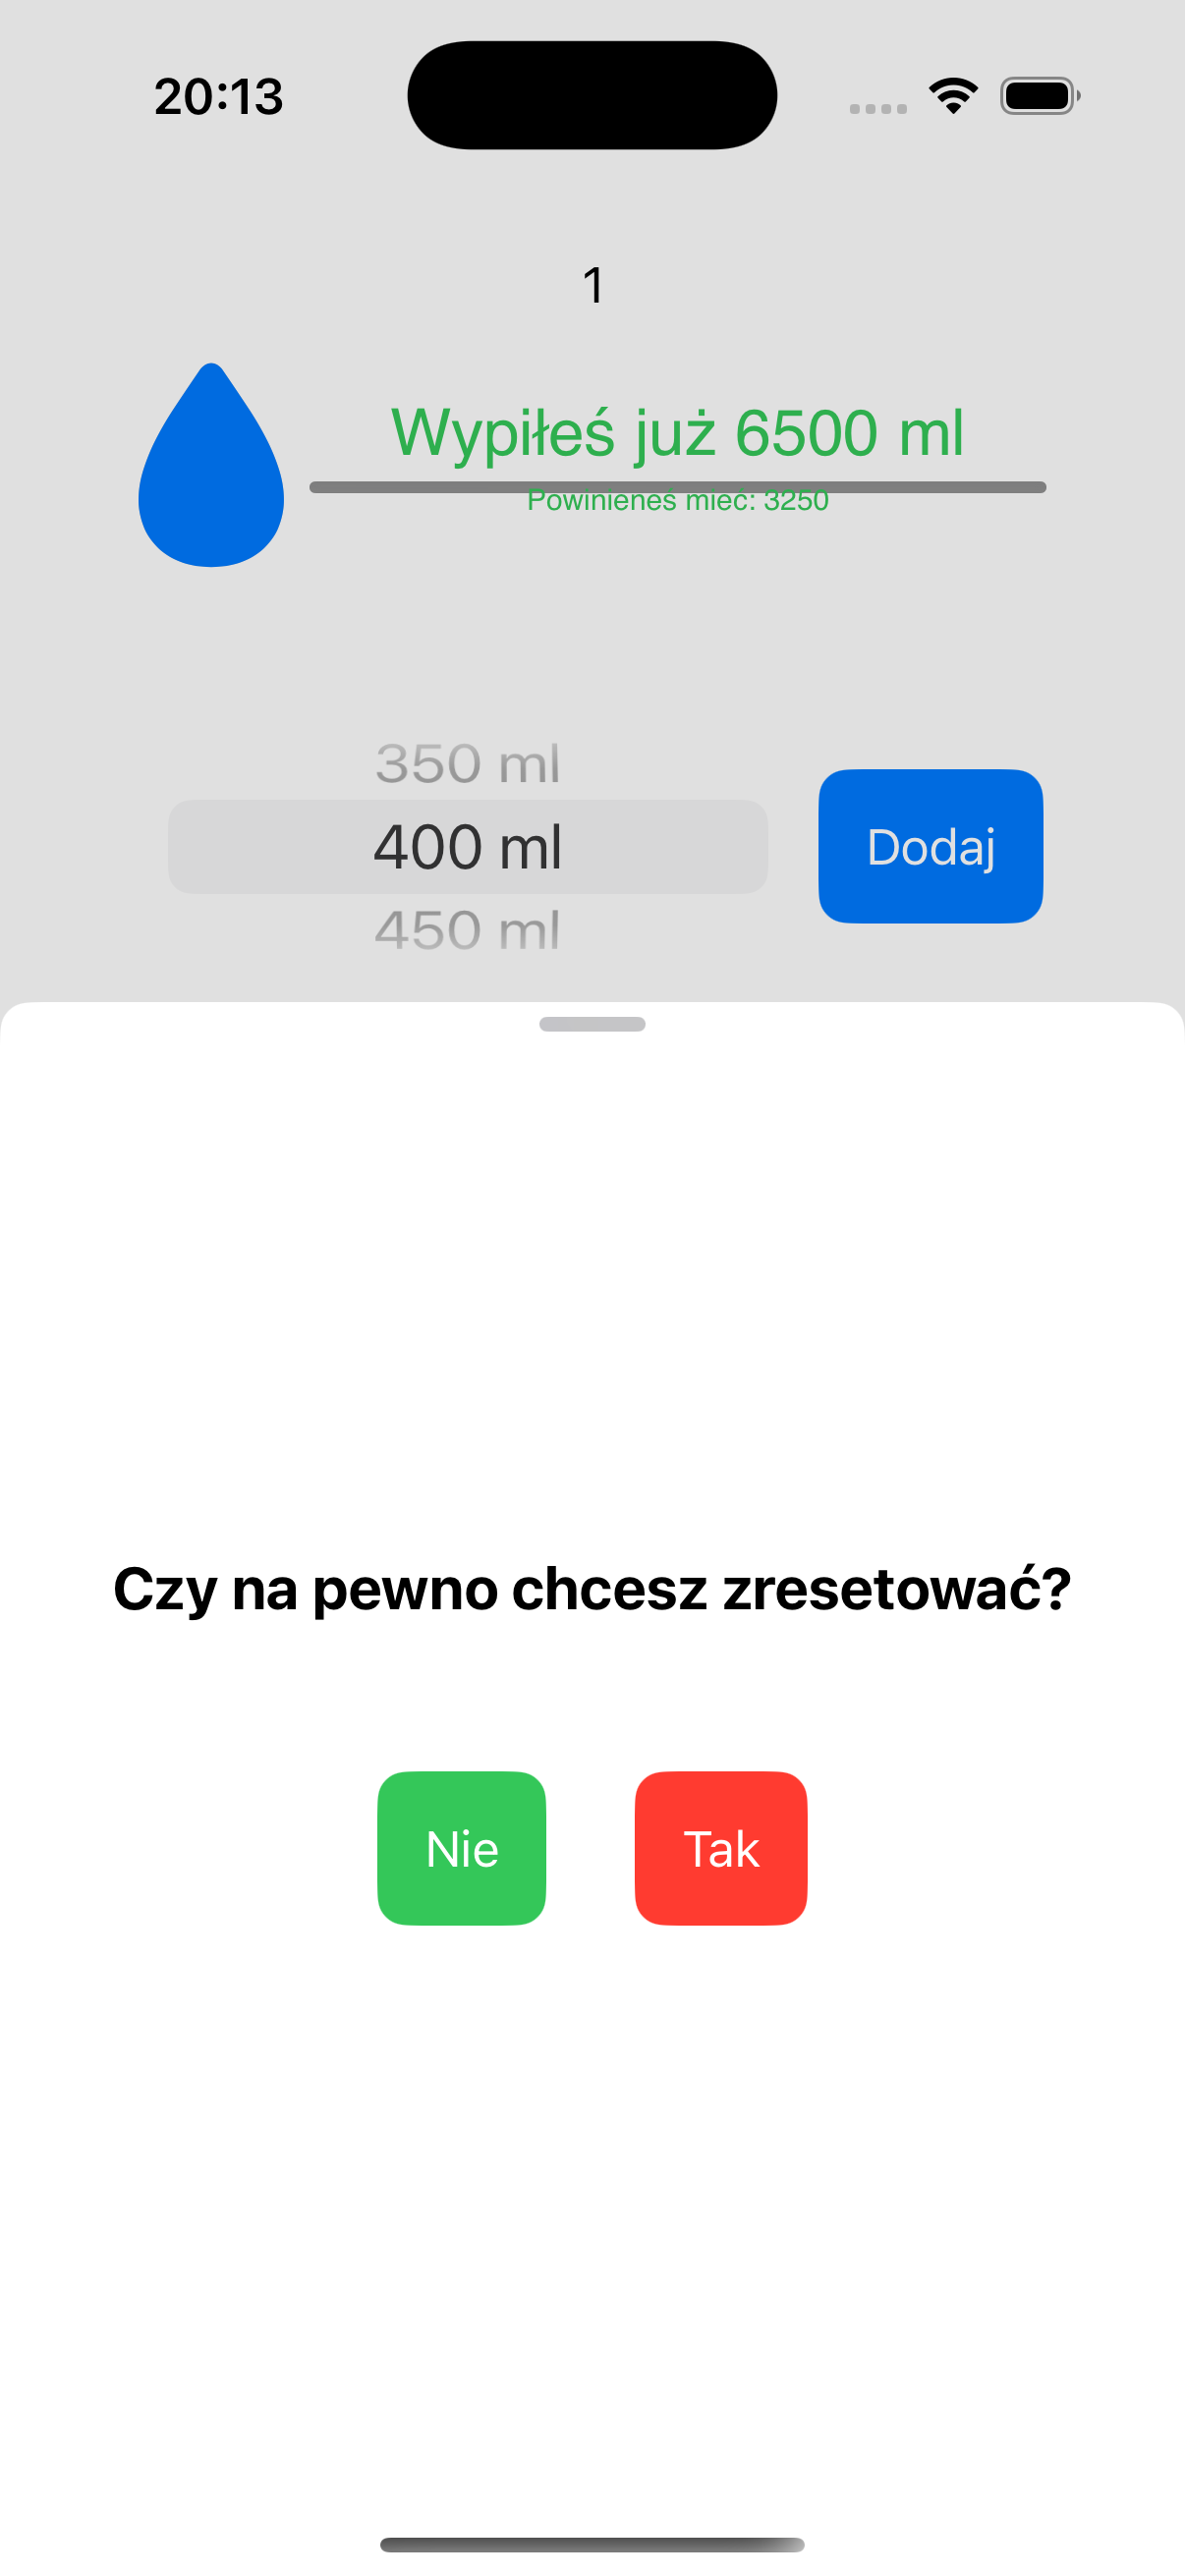 20:13
1
Wypiłeś już 6500 ml
Powinieneś mieć: 3250
350 ml
400 ml
Dodaj
450 ml
Czy na pewno chcesz zresetować?
Nie
Tak